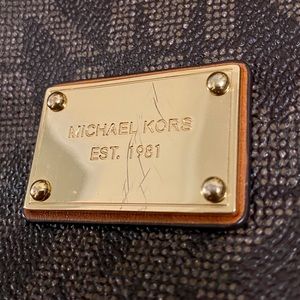 MICHAEL KORS
EST. 1981